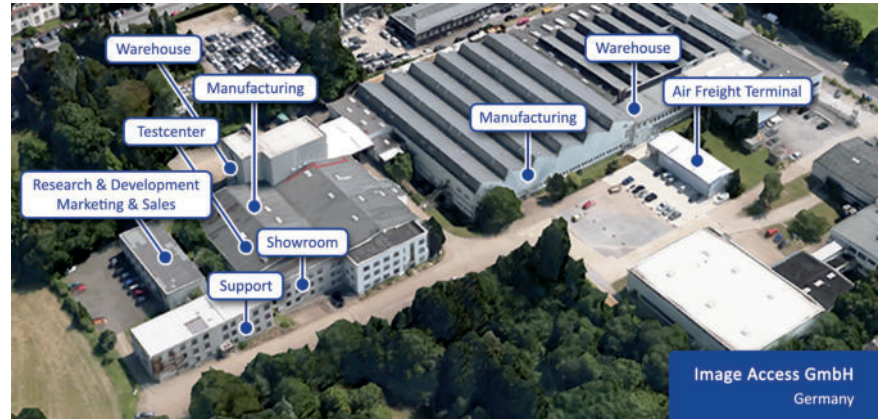 Warehouse
Warehouse
Manufacturing
Air Freight Terminal
Testcenter
Manufacturing
Research & Development
Marketing & Sales
Showroom
Support
Image Access GmbH
Germany